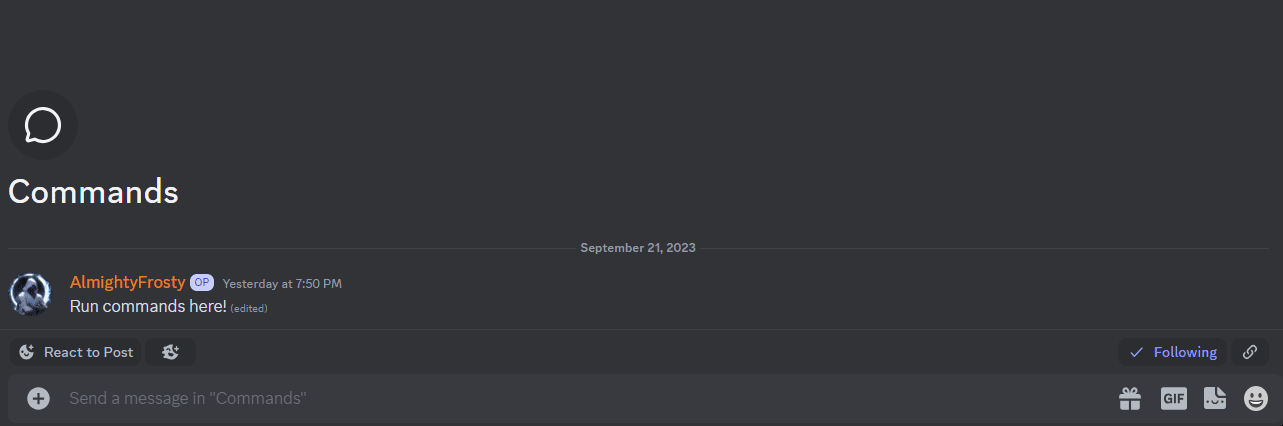 Commands
September 21, 2023
AlmightyFrosty OP Yesterday at 7:50 PM
Run commands here! (edited)
React to Post
Following
Send a message in "Commands"
GIF